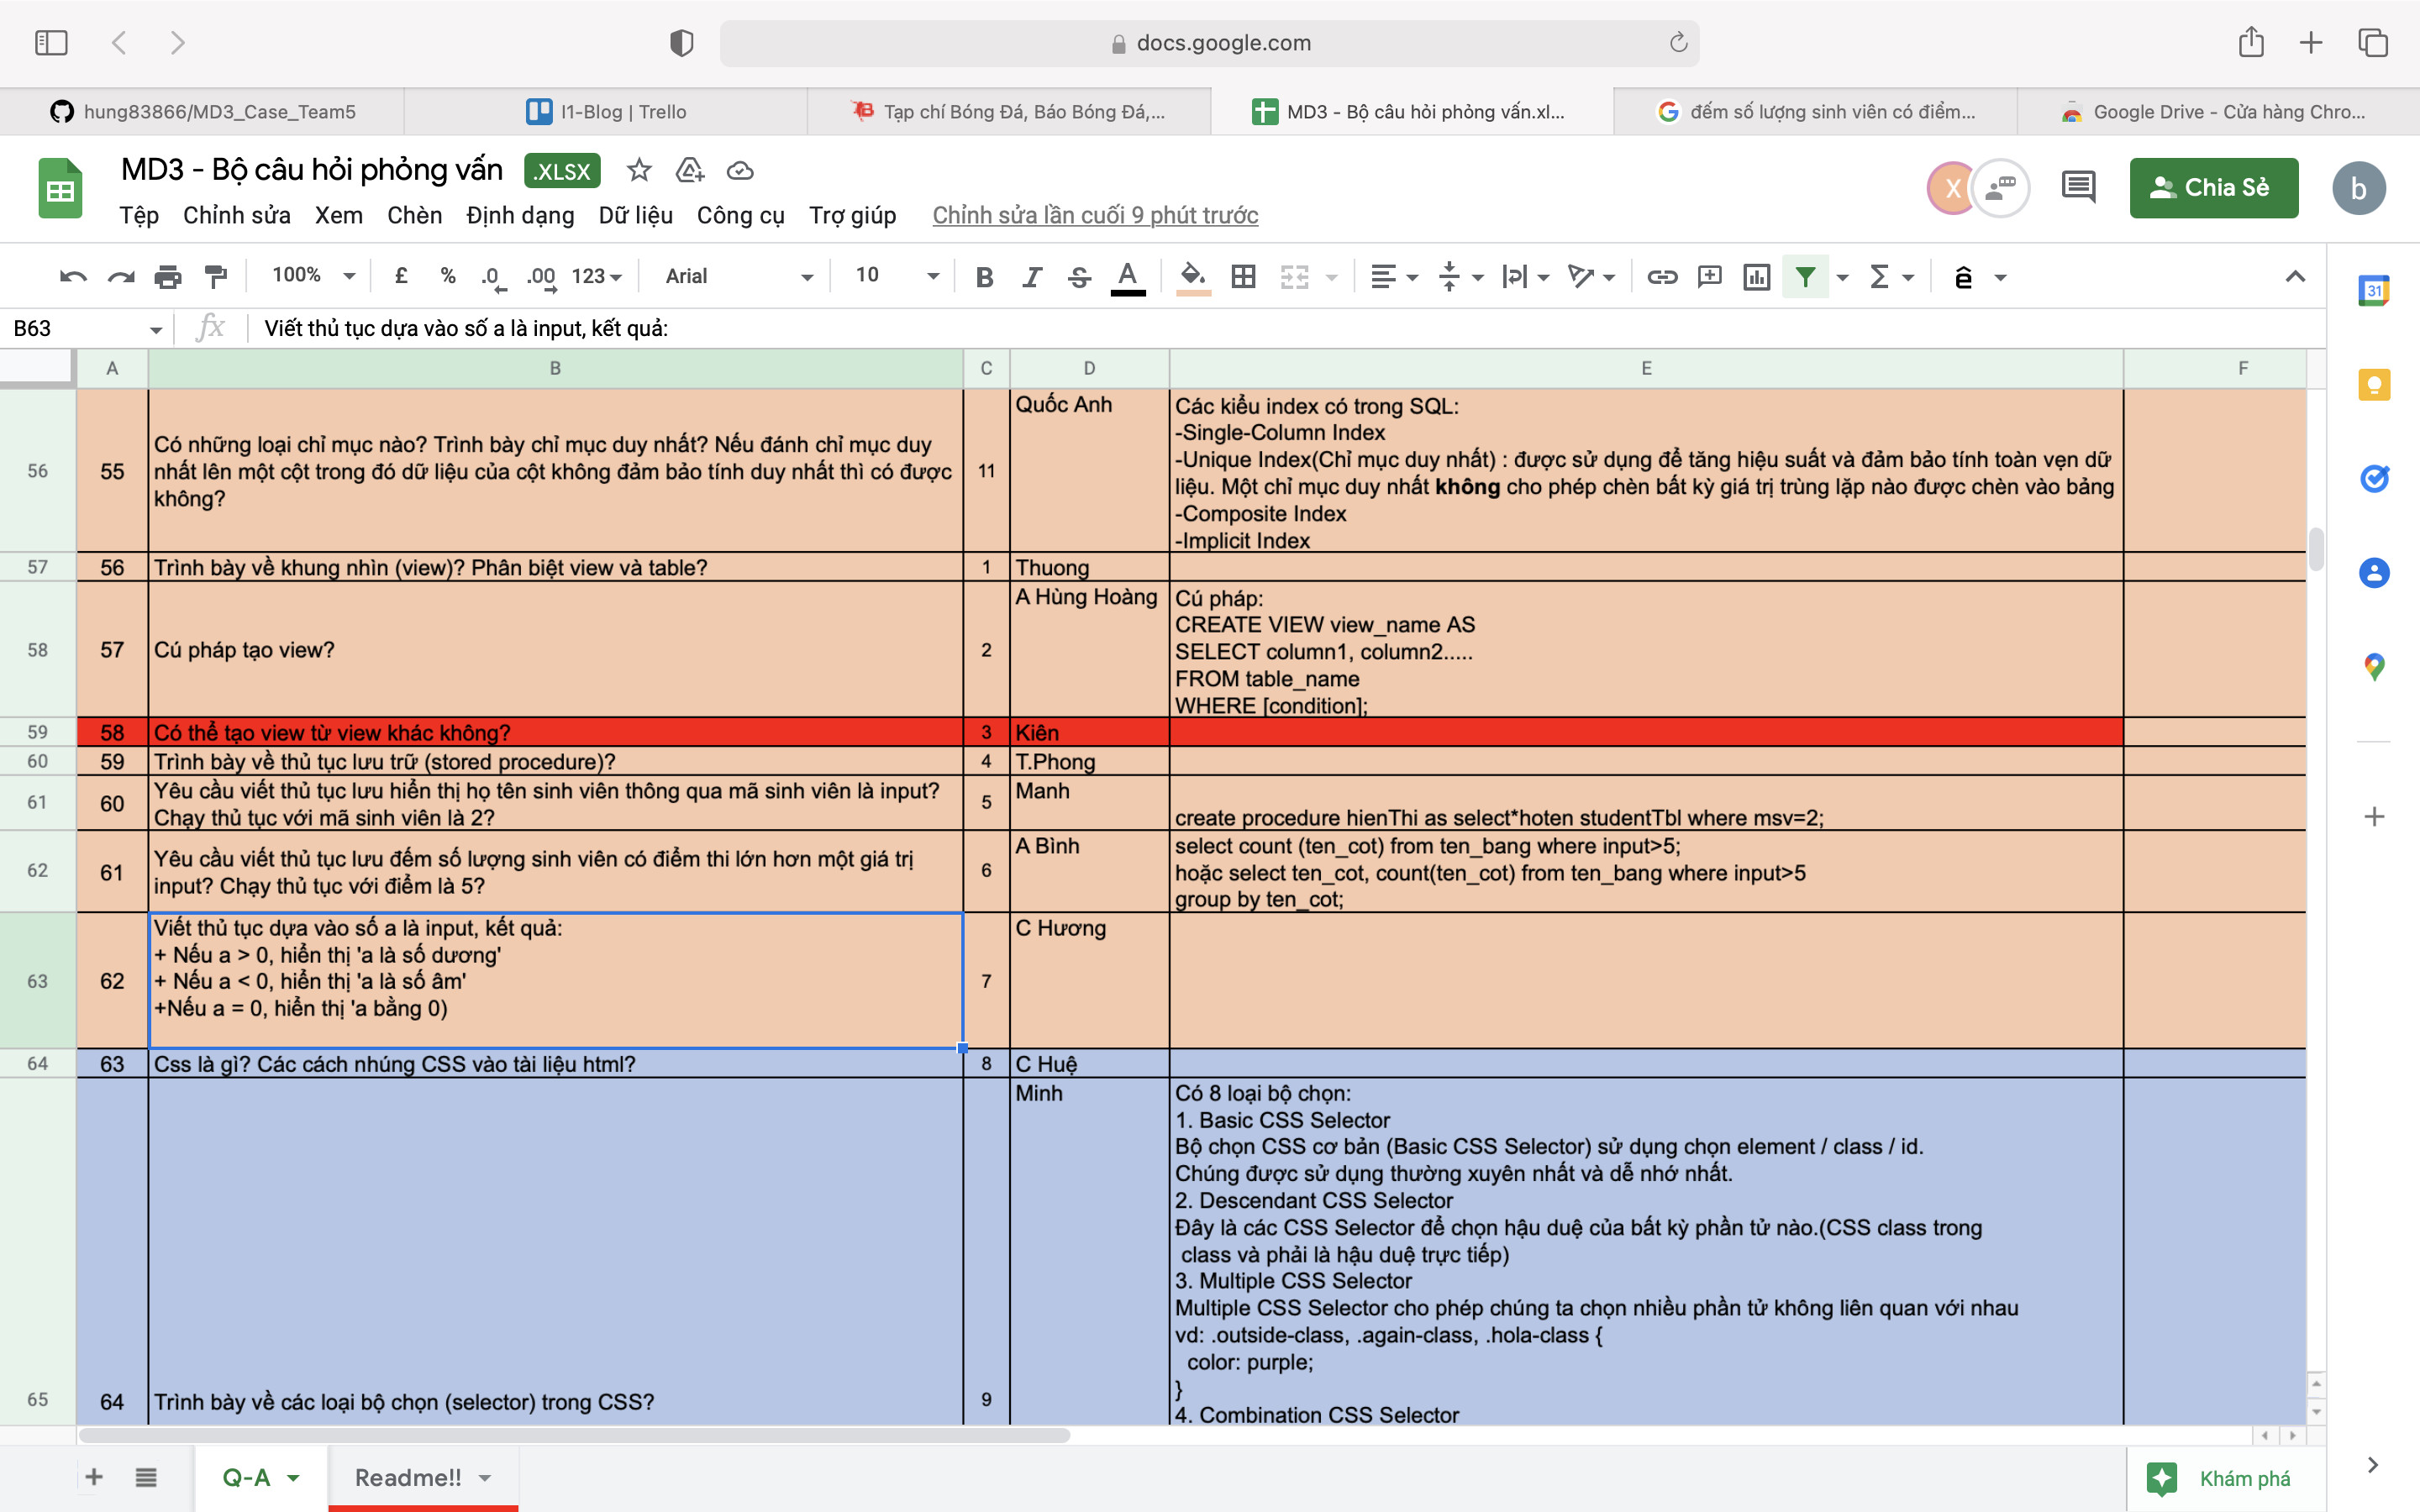 docs.google.com
hung83866/MD3_Case_Team5
I1-Blog | Trello
Tạp chí Bóng Đá, Báo Bóng Đá,...
MD3 - Bộ câu hỏi phỏng vấn.xl...
đếm số lượng sinh viên có điểm...
Google Drive - Cửa hàng Chro...
MD3 - Bộ câu hỏi phỏng vấn
.XLSX
X
Chia Sẻ
b
Tệp Chỉnh sửa Xem Chèn Định dạng Dữ liệu Công cụ Trợ giúp Chỉnh sửa lần cuối 9 phút trước
100% £ % .0 .00 123 Arial 10 B I S A Σ ê
31
B63 fx Viết thủ tục dựa vào số a là input, kết quả:
A B C D E F
56
55
Có những loại chỉ mục nào? Trình bày chỉ mục duy nhất? Nếu đánh chỉ mục duy
nhất lên một cột trong đó dữ liệu của cột không đảm bảo tính duy nhất thì có được
không?
11
Quốc Anh
Các kiểu index có trong SQL:
-Single-Column Index
-Unique Index(Chỉ mục duy nhất) : được sử dụng để tăng hiệu suất và đảm bảo tính toàn vẹn dữ
liệu. Một chỉ mục duy nhất không cho phép chèn bất kỳ giá trị trùng lặp nào được chèn vào bảng
-Composite Index
-Implicit Index
57 56 Trình bày về khung nhìn (view)? Phân biệt view và table? 1 Thuong
58 57 Cú pháp tạo view? 2 A Hùng Hoàng
Cú pháp:
CREATE VIEW view_name AS
SELECT column1, column2.....
FROM table_name
WHERE [condition];
59 58 Có thể tạo view từ view khác không? 3 Kiên
60 59 Trình bày về thủ tục lưu trữ (stored procedure)? 4 T.Phong
61 60
Yêu cầu viết thủ tục lưu hiển thị họ tên sinh viên thông qua mã sinh viên là input?
Chạy thủ tục với mã sinh viên là 2?
5 Manh
create procedure hienThi as select*hoten studentTbl where msv=2;
62 61
Yêu cầu viết thủ tục lưu đếm số lượng sinh viên có điểm thi lớn hơn một giá trị
input? Chạy thủ tục với điểm là 5?
6 A Bình
select count (ten_cot) from ten_bang where input>5;
hoặc select ten_cot, count(ten_cot) from ten_bang where input>5
group by ten_cot;
63 62
Viết thủ tục dựa vào số a là input, kết quả:
+ Nếu a > 0, hiển thị 'a là số dương'
+ Nếu a < 0, hiển thị 'a là số âm'
+Nếu a = 0, hiển thị 'a bằng 0)
7 C Hương
64 63 Css là gì? Các cách nhúng CSS vào tài liệu html? 8 C Huệ
65 64 Trình bày về các loại bộ chọn (selector) trong CSS? 9 Minh
Có 8 loại bộ chọn:
1. Basic CSS Selector
Bộ chọn CSS cơ bản (Basic CSS Selector) sử dụng chọn element / class / id.
Chúng được sử dụng thường xuyên nhất và dễ nhớ nhất.
2. Descendant CSS Selector
Đây là các CSS Selector để chọn hậu duệ của bất kỳ phần tử nào.(CSS class trong
class và phải là hậu duệ trực tiếp)
3. Multiple CSS Selector
Multiple CSS Selector cho phép chúng ta chọn nhiều phần tử không liên quan với nhau
vd: .outside-class, .again-class, .hola-class {
color: purple;
}
4. Combination CSS Selector
Q-A Readme!!
Khám phá